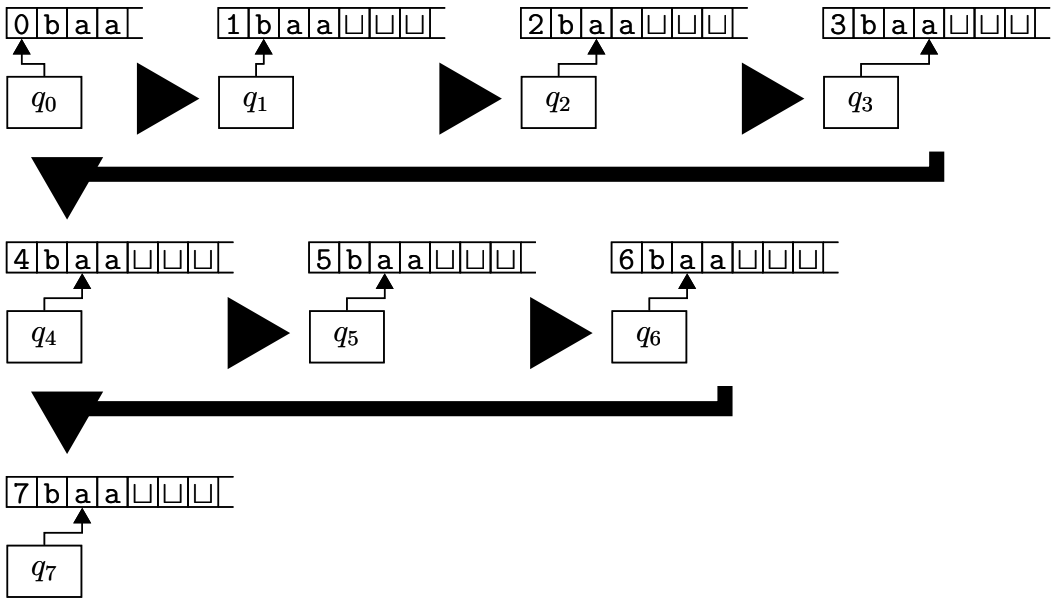 0 b a a 1 b a a ⊔ ⊔ ⊔ 2 b a a ⊔ ⊔ ⊔ 3 b a a ⊔ ⊔ ⊔
q₀ q₁ q₂ q₃
4 b a a ⊔ ⊔ ⊔ 5 b a a ⊔ ⊔ ⊔ 6 b a a ⊔ ⊔ ⊔
q₄ q₅ q₆
7 b a a ⊔ ⊔ ⊔
q₇